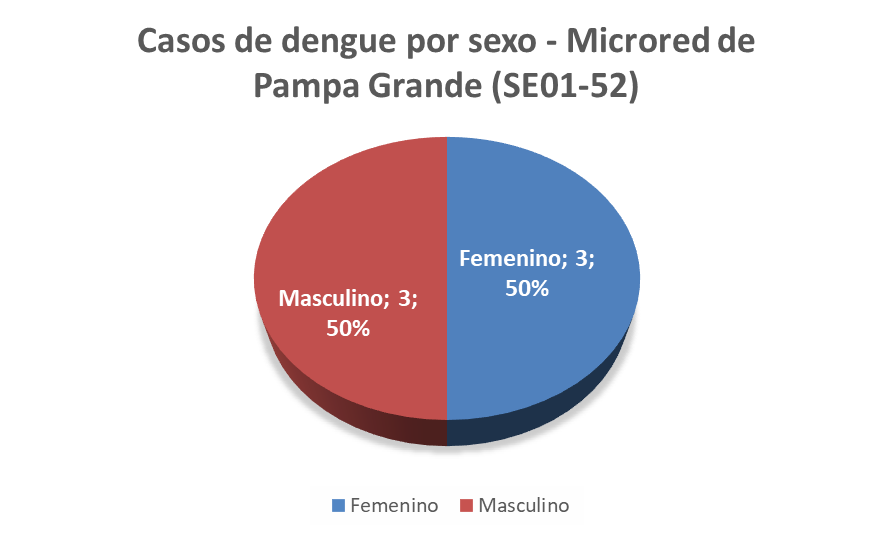 Casos de dengue por sexo - Microred de
Pampa Grande (SE01-52)
Femenino; 3;
50%
Masculino; 3;
50%
Femenino
Masculino